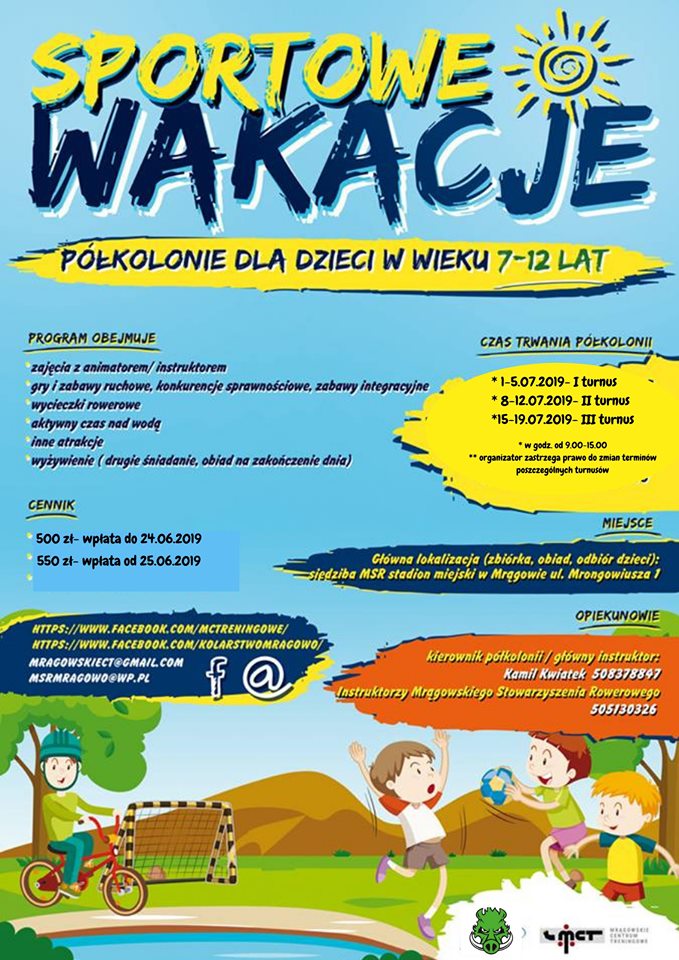 SPORTOWE
WAKACJE
PÓŁKOLONIE DLA DZIECI W WIEKU 7-12 LAT
PROGRAM OBEJMUJE
zajęcia z animatorem/ instruktorem
gry i zabawy ruchowe, konkurencje sprawnościowe, zabawy integracyjne
wycieczki rowerowe
aktywny czas nad wodą
inne atrakcje
wyżywienie ( drugie śniadanie, obiad na zakończenie dnia)
CZAS TRWANIA PÓŁKOLONII
* 1-5.07.2019- I turnus
* 8-12.07.2019- II turnus
*15-19.07.2019- III turnus
* w godz. od 9.00-15.00
** organizator zastrzega prawo do zmian terminów
poszczególnych turnusów
CENNIK
500 zł- wpłata do 24.06.2019
550 zł- wpłata od 25.06.2019
MIEJSCE
Główna lokalizacja (zbiórka, obiad, odbiór dzieci):
siędziba MSR stadion miejski w Mrągowie ul. Mrongowiusza 1
HTTPS://WWW.FACEBOOK.COM/MCTRENINGOWE/
HTTPS://WWW.FACEBOOK.COM/KOLARSTWOMRAGOWO/
MRAGOWSKIECT@GMAIL.COM
MSRMRAGOWO@WP.PL
f @
OPIEKUNOWIE
kierownik półkolonii / główny instruktor:
Kamil Kwiatek 508378847
Instruktorzy Mrągowskiego Stowarzyszenia Rowerowego
505130326
MCT
MRĄGOWSKIE
CENTRUM
TRENINGOWE